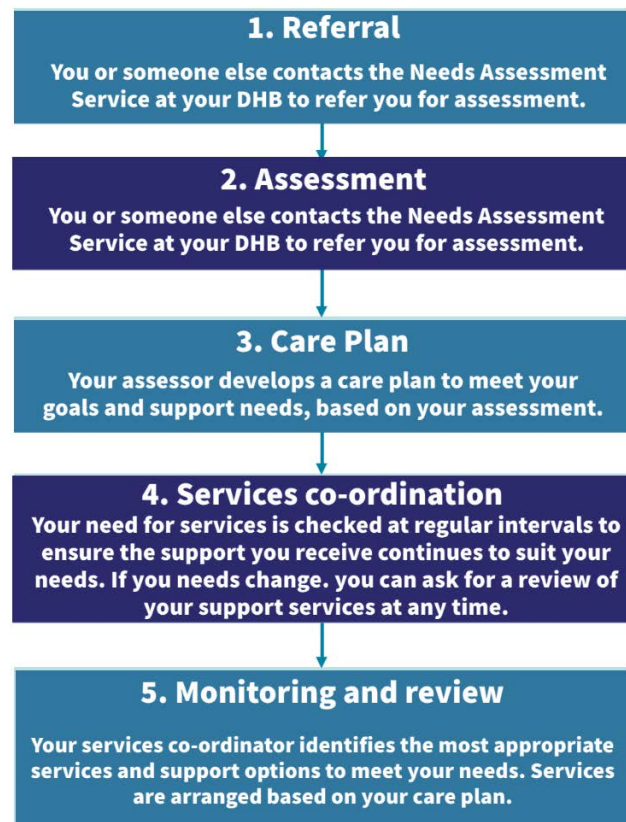 1. Referral
You or someone else contacts the Needs Assessment
Service at your DHB to refer you for assessment.
2. Assessment
You or someone else contacts the Needs Assessment
Service at your DHB to refer you for assessment.
3. Care Plan
Your assessor develops a care plan to meet your
goals and support needs, based on your assessment.
4. Services co-ordination
Your need for services is checked at regular intervals to
ensure the support you receive continues to suit your
needs. If you needs change. you can ask for a review of
your support services at any time.
5. Monitoring and review
Your services co-ordinator identifies the most appropriate
services and support options to meet your needs. Services
are arranged based on your care plan.